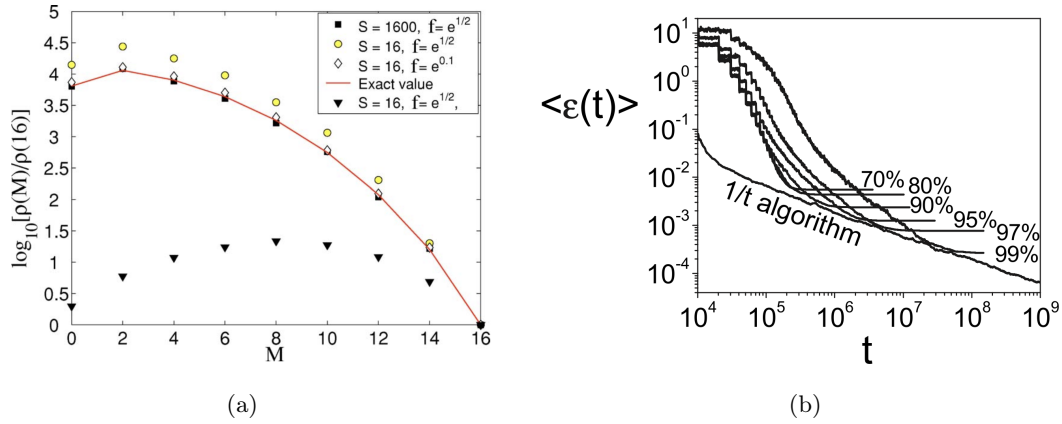 5
4.5
4
3.5
3
2.5
2
1.5
1
0.5
0
log₁₀[ρ(M)/ρ(16)]
0 2 4 6 8 10 12 14 16
M
S = 1600, f= e^1/2
S = 16, f= e^1/2
S = 16, f= e^0.1
Exact value
S = 16, f= e^1/2,
(a)
10^1
10^0
10^-1
10^-2
10^-3
10^-4
<ε(t)>
70% 80%
90%
95% 97%
99%
1/t algorithm
10^4 10^5 10^6 10^7 10^8 10^9
t
(b)